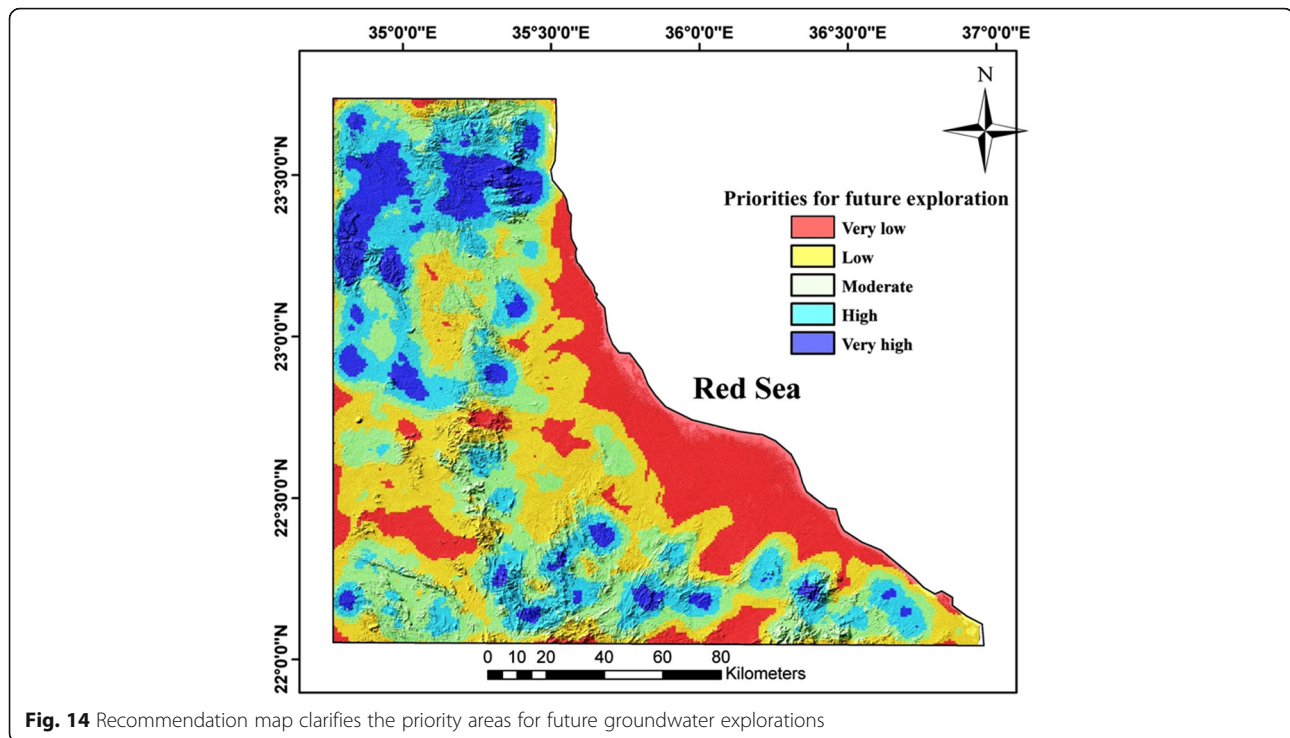 35°0'0"E 35°30'0"E 36°0'0"E 36°30'0"E 37°0'0"E
N
23°30'0"N
Priorities for future exploration
Very low
Low
Moderate
High
Very high
23°0'0"N
Red Sea
22°30'0"N
22°0'0"N
0 10 20 40 60 80
Kilometers
Fig. 14 Recommendation map clarifies the priority areas for future groundwater explorations